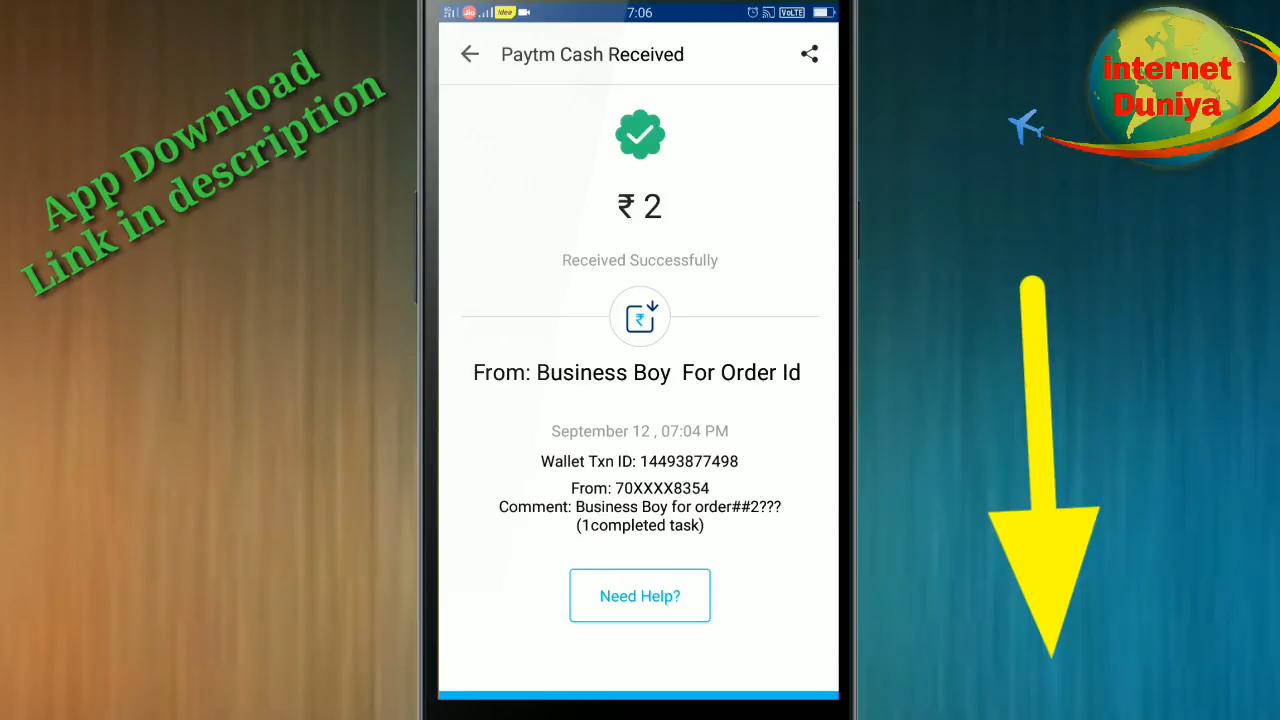 Jio
idea
7:06
VoLTE
Paytm Cash Received
App Download
Link in description
internet
Duniya
₹ 2
Received Successfully
₹
From: Business Boy  For Order Id
September 12 , 07:04 PM
Wallet Txn ID: 14493877498
From: 70XXXX8354
Comment: Business Boy for order##2???
(1completed task)
Need Help?